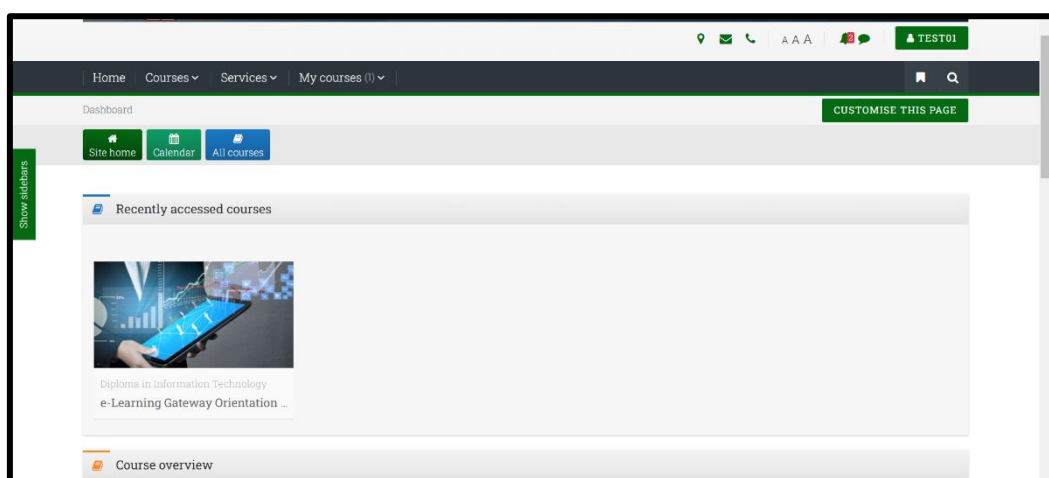 A A A 2 TEST01
Home Courses Services My courses (1)
Dashboard CUSTOMISE THIS PAGE
Site home Calendar All courses
Show sidebars
Recently accessed courses
Diploma in Information Technology
e-Learning Gateway Orientation ...
Course overview